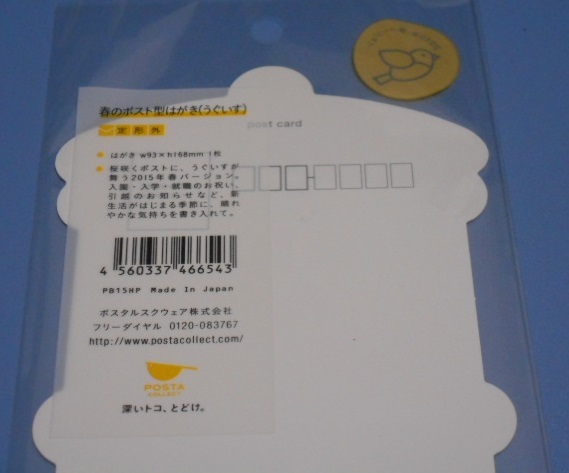 春のポスト型はがき(うぐいす)
定形外
post card
はがき w93×h168mm 1枚
桜咲くポストに、うぐいすが
舞う2015年春バージョン。
入園・入学・就職のお祝い、
引越のお知らせなど、新
生活がはじまる季節に、晴れ
やかな気持ちを書き入れて。
4 560337 466543
PB15HP Made In Japan
ポスタルスクウェア株式会社
フリーダイヤル 0120-083767
http://www.postacollect.com/
POSTA
COLLECT
深いトコ、とどけ。